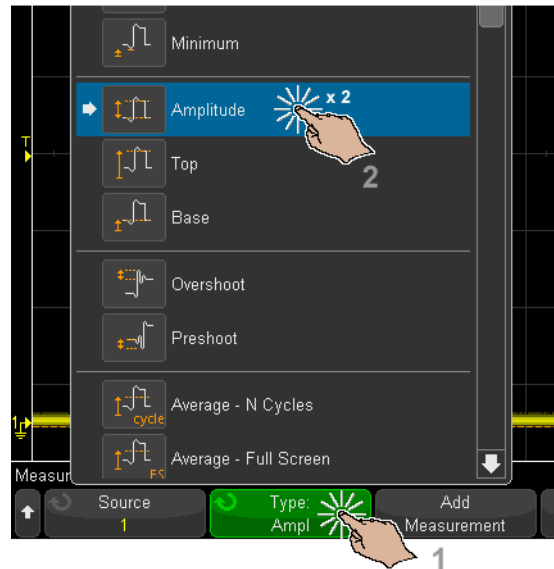 Minimum
Amplitude
x 2
T
Top
2
Base
Overshoot
Preshoot
cycle
Average - N Cycles
1
FS
Average - Full Screen
Measur
Source
1
Type:
Ampl
Add
Measurement
1